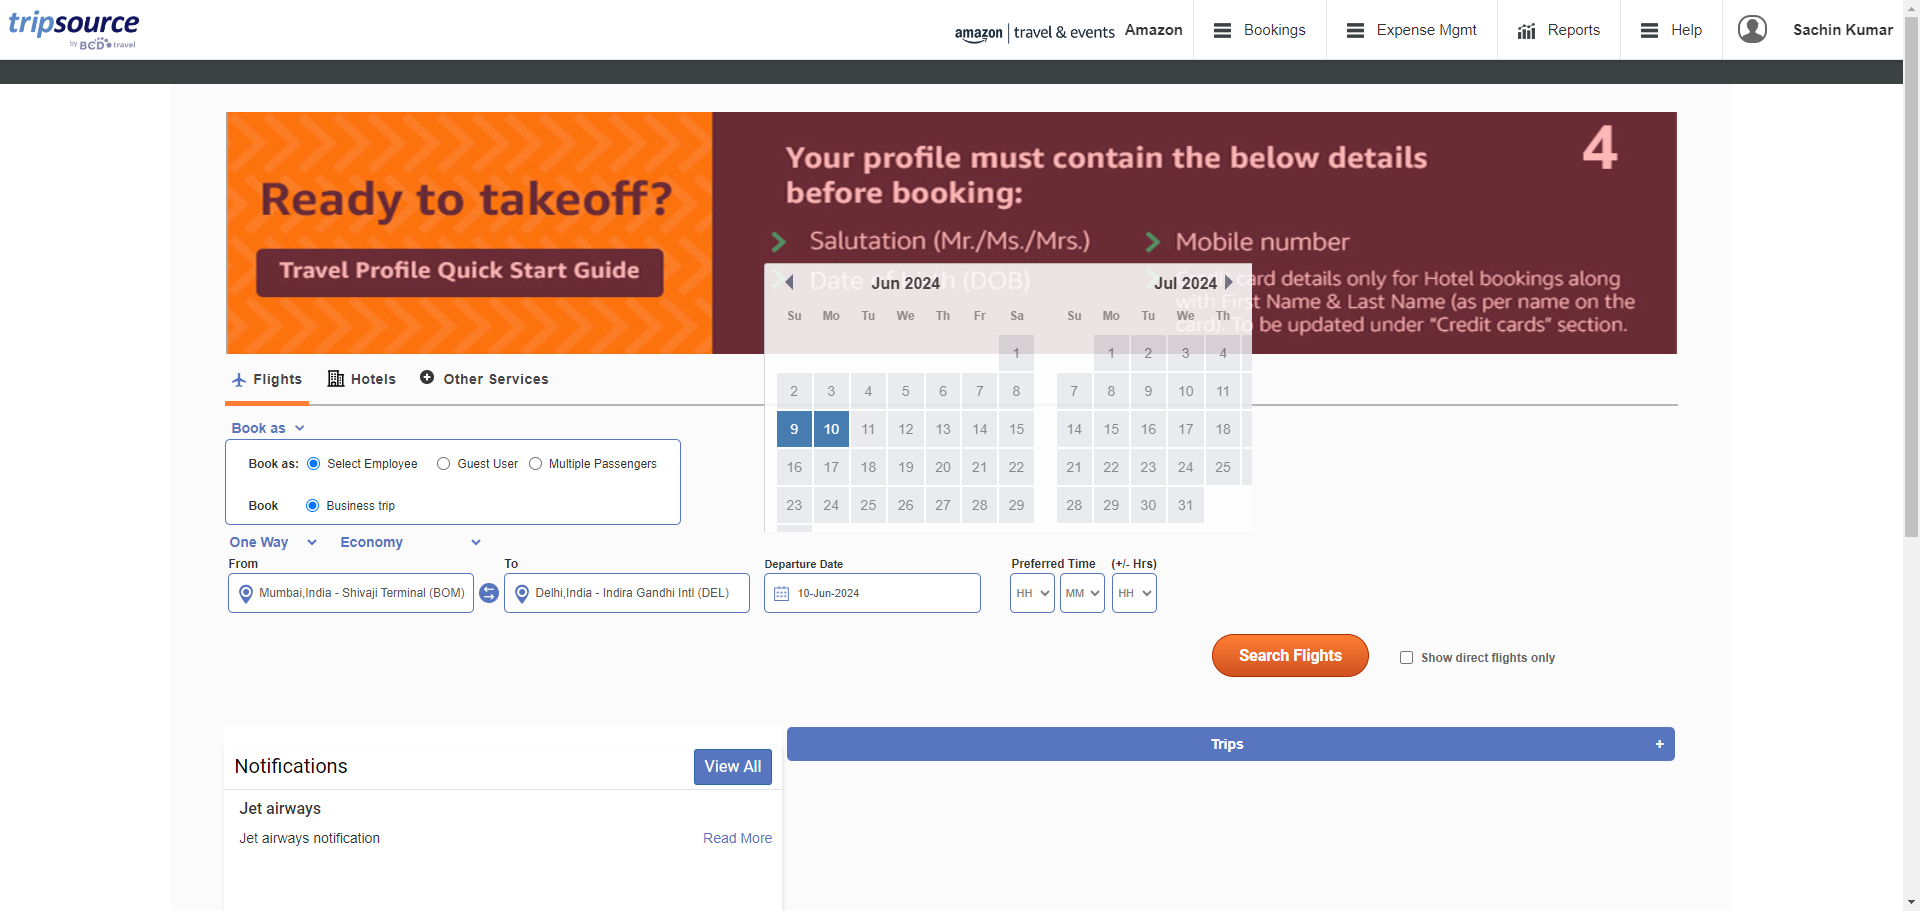 tripsource
by BCD travel
amazon | travel & events
Amazon
Bookings
Expense Mgmt
Reports
Help
Sachin Kumar
Ready to takeoff?
Travel Profile Quick Start Guide
Your profile must contain the below details
before booking:
4
Salutation (Mr./Ms./Mrs.)
Mobile number
Date of birth (DOB)
Credit card details only for Hotel bookings along
with First Name & Last Name (as per name on the
card). To be updated under “Credit cards” section.
Jun 2024
Su Mo Tu We Th Fr Sa
1
2 3 4 5 6 7 8
9 10 11 12 13 14 15
16 17 18 19 20 21 22
23 24 25 26 27 28 29
Jul 2024
Su Mo Tu We Th
1 2 3 4
7 8 9 10 11
14 15 16 17 18
21 22 23 24 25
28 29 30 31
Flights
Hotels
Other Services
Book as
Book as: Select Employee Guest User Multiple Passengers
Book Business trip
One Way
Economy
From
To
Departure Date
Preferred Time
(+/- Hrs)
Mumbai,India - Shivaji Terminal (BOM)
Delhi,India - Indira Gandhi Intl (DEL)
10-Jun-2024
HH
MM
HH
Search Flights
Show direct flights only
Notifications
View All
Trips
+
Jet airways
Jet airways notification
Read More